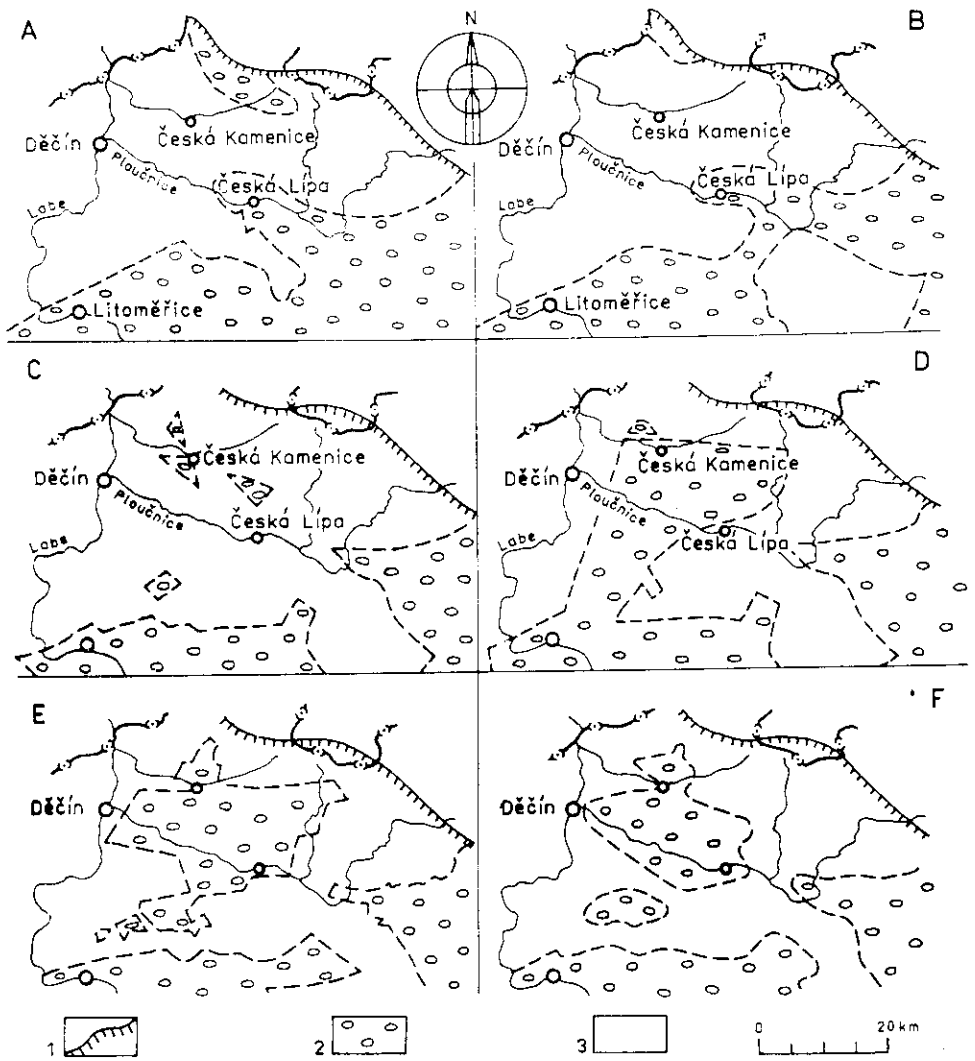 A
N
B
Česká Kamenice
Děčín
Ploučnice
Česká Lípa
Labe
Litoměřice
Česká Kamenice
Děčín
Ploučnice
Česká Lípa
Labe
Litoměřice
C
D
Česká Kamenice
Děčín
Ploučnice
Česká Lípa
Labe
Česká Kamenice
Děčín
Ploučnice
Česká Lípa
Labe
E
F
Děčín
Děčín
1
2
3
0 20 km